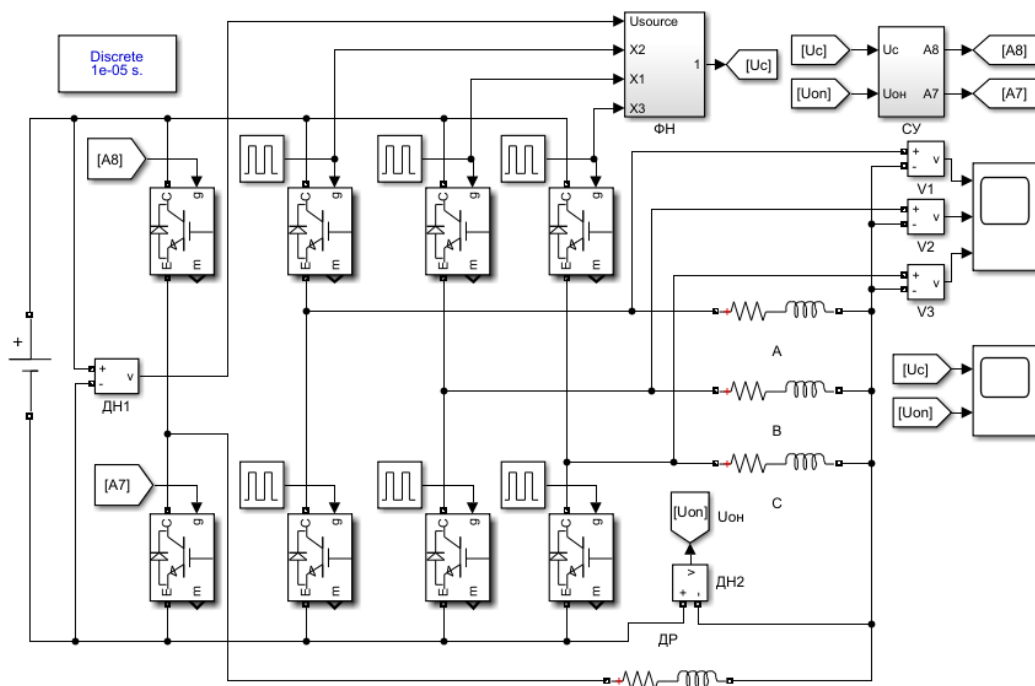 Discrete
1e-05 s.
Usource
X2
X1
X3
1
ФН
[Uc]
[Uc]
[Uon]
Uc
Uон
A8
A7
СУ
[A8]
[A7]
[A8]
g
C
E
m
g
C
E
m
g
C
E
m
g
C
E
m
+
-
v
V1
+
-
v
V2
+
-
v
V3
+
+
-
v
ДН1
+
A
+
B
+
C
[Uc]
[Uon]
[A7]
g
C
E
m
g
C
E
m
g
C
E
m
g
C
E
m
[Uon]
Uон
v
+
-
ДН2
ДР
+